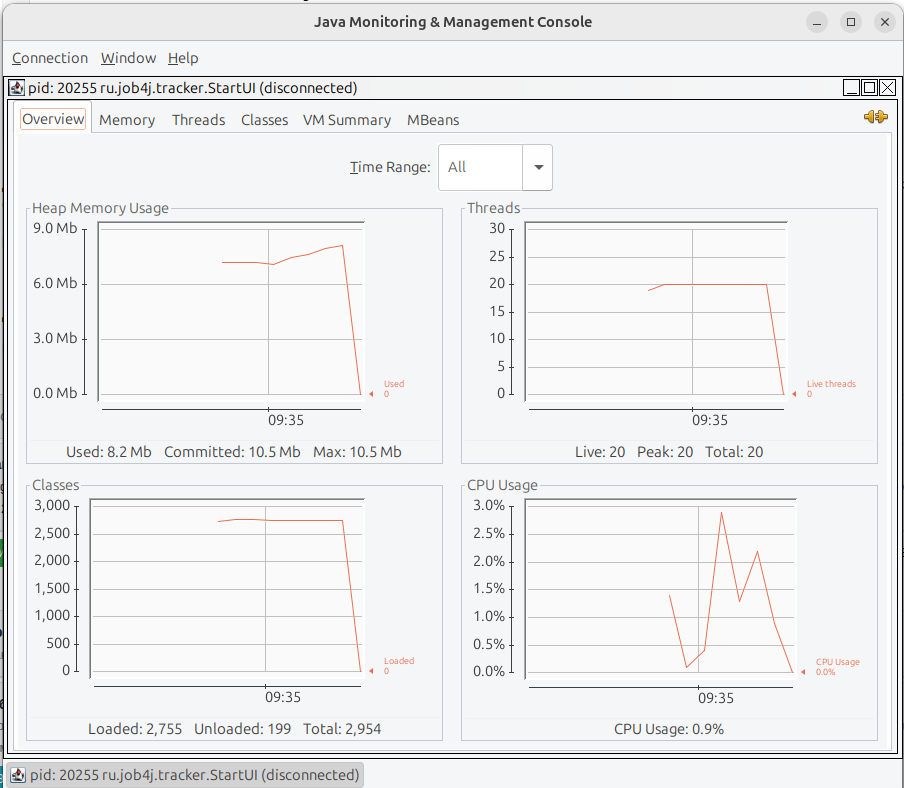 Java Monitoring & Management Console
Connection Window Help
pid: 20255 ru.job4j.tracker.StartUI (disconnected)
Overview Memory Threads Classes VM Summary MBeans
Time Range: All
Heap Memory Usage
9.0 Mb
6.0 Mb
3.0 Mb
0.0 Mb
Used
0
09:35
Used: 8.2 Mb Committed: 10.5 Mb Max: 10.5 Mb
Threads
30
25
20
15
10
5
0
Live threads
0
09:35
Live: 20 Peak: 20 Total: 20
Classes
3,000
2,500
2,000
1,500
1,000
500
0
Loaded
0
09:35
Loaded: 2,755 Unloaded: 199 Total: 2,954
CPU Usage
3.0%
2.5%
2.0%
1.5%
1.0%
0.5%
0.0%
CPU Usage
0.0%
09:35
CPU Usage: 0.9%
pid: 20255 ru.job4j.tracker.StartUI (disconnected)